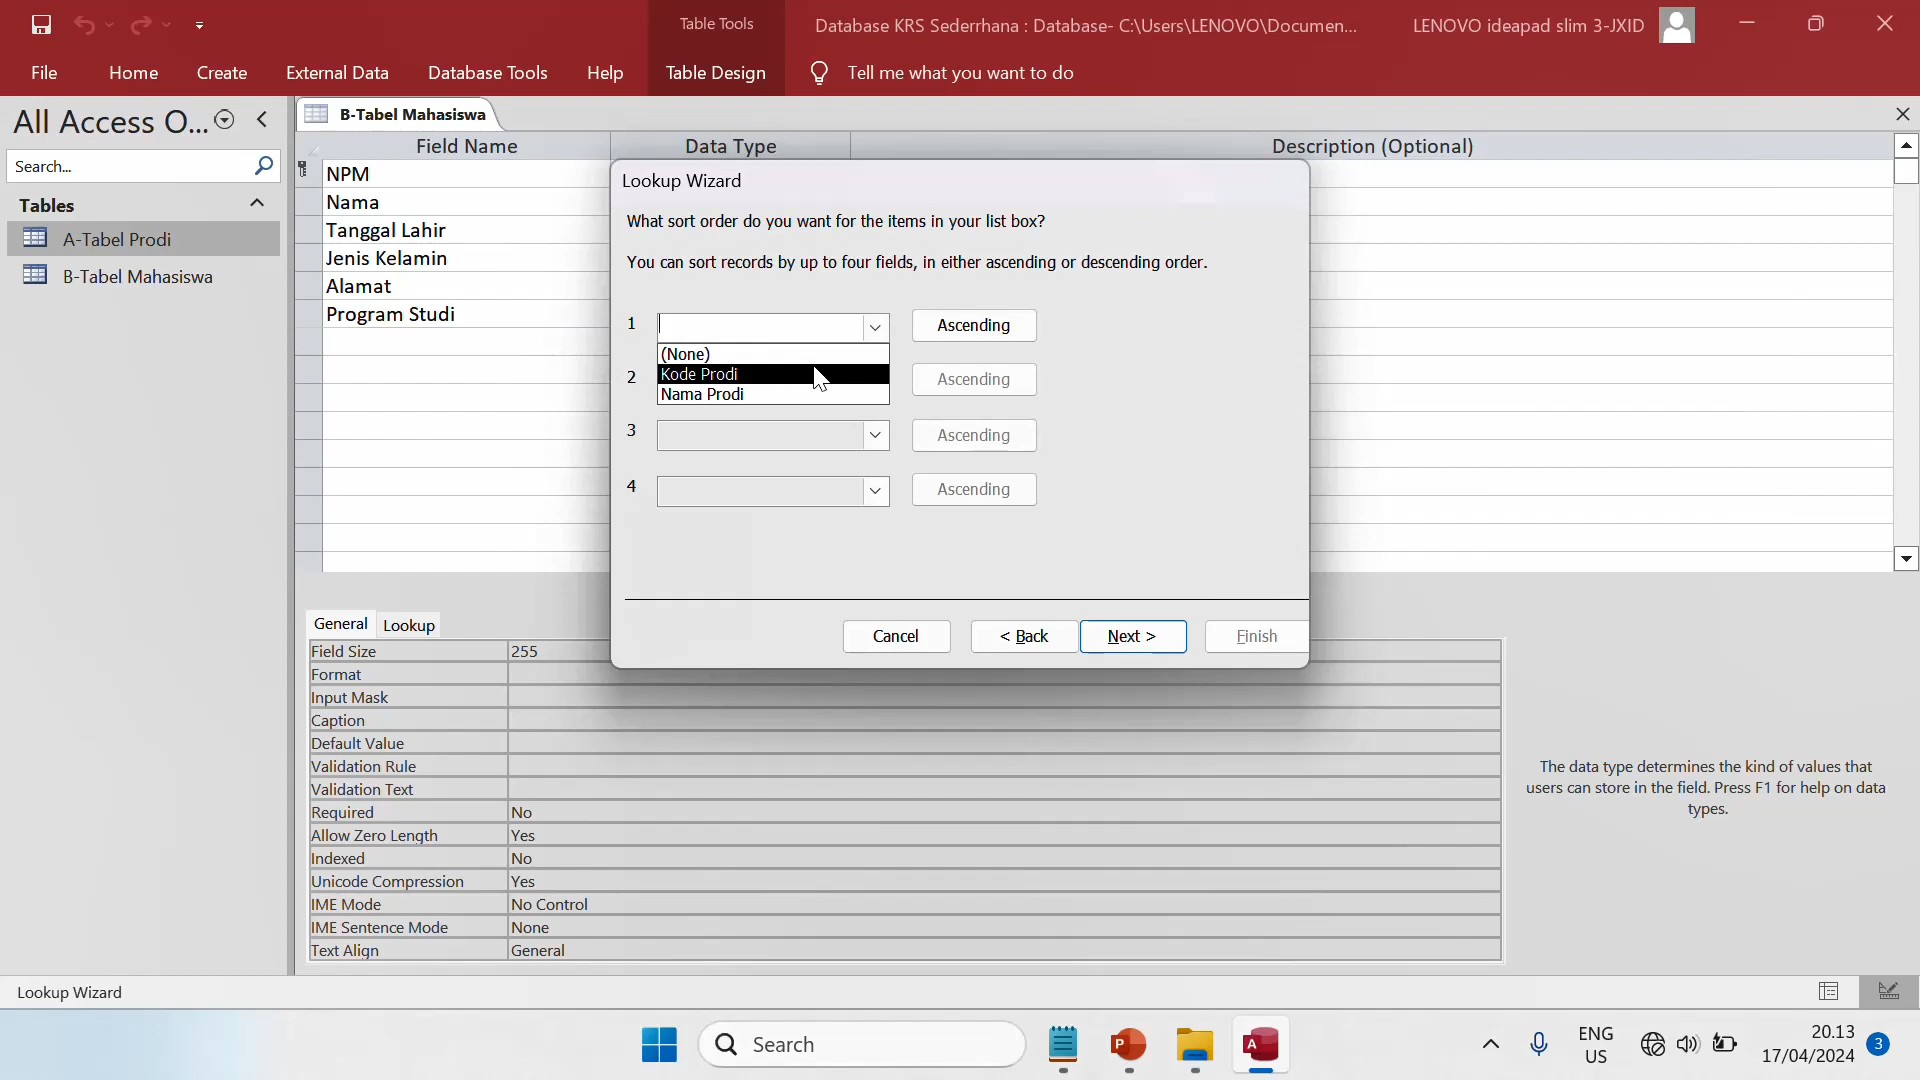 Table Tools
Database KRS Sederrhana : Database- C:\Users\LENOVO\Documen...
LENOVO ideapad slim 3-JXID
File
Home
Create
External Data
Database Tools
Help
Table Design
Tell me what you want to do
All Access O...
B-Tabel Mahasiswa
Search...
Tables
A-Tabel Prodi
B-Tabel Mahasiswa
Field Name
Data Type
Description (Optional)
NPM
Nama
Tanggal Lahir
Jenis Kelamin
Alamat
Program Studi
Lookup Wizard
What sort order do you want for the items in your list box?
You can sort records by up to four fields, in either ascending or descending order.
1
Ascending
(None)
Kode Prodi
Nama Prodi
2
Ascending
3
Ascending
4
Ascending
Cancel
< Back
Next >
Finish
General
Lookup
Field Size 255
Format
Input Mask
Caption
Default Value
Validation Rule
Validation Text
Required No
Allow Zero Length Yes
Indexed No
Unicode Compression Yes
IME Mode No Control
IME Sentence Mode None
Text Align General
The data type determines the kind of values that
users can store in the field. Press F1 for help on data
types.
Lookup Wizard
Search
P
A
ENG
US
20.13
17/04/2024
3